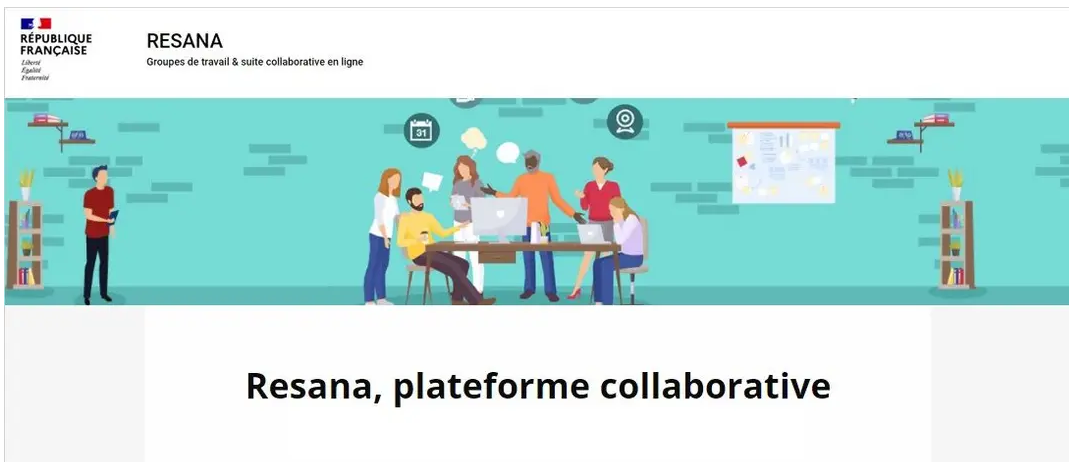 RÉPUBLIQUE
FRANÇAISE
Liberté
Égalité
Fraternité
RESANA
Groupes de travail & suite collaborative en ligne
31
Resana, plateforme collaborative